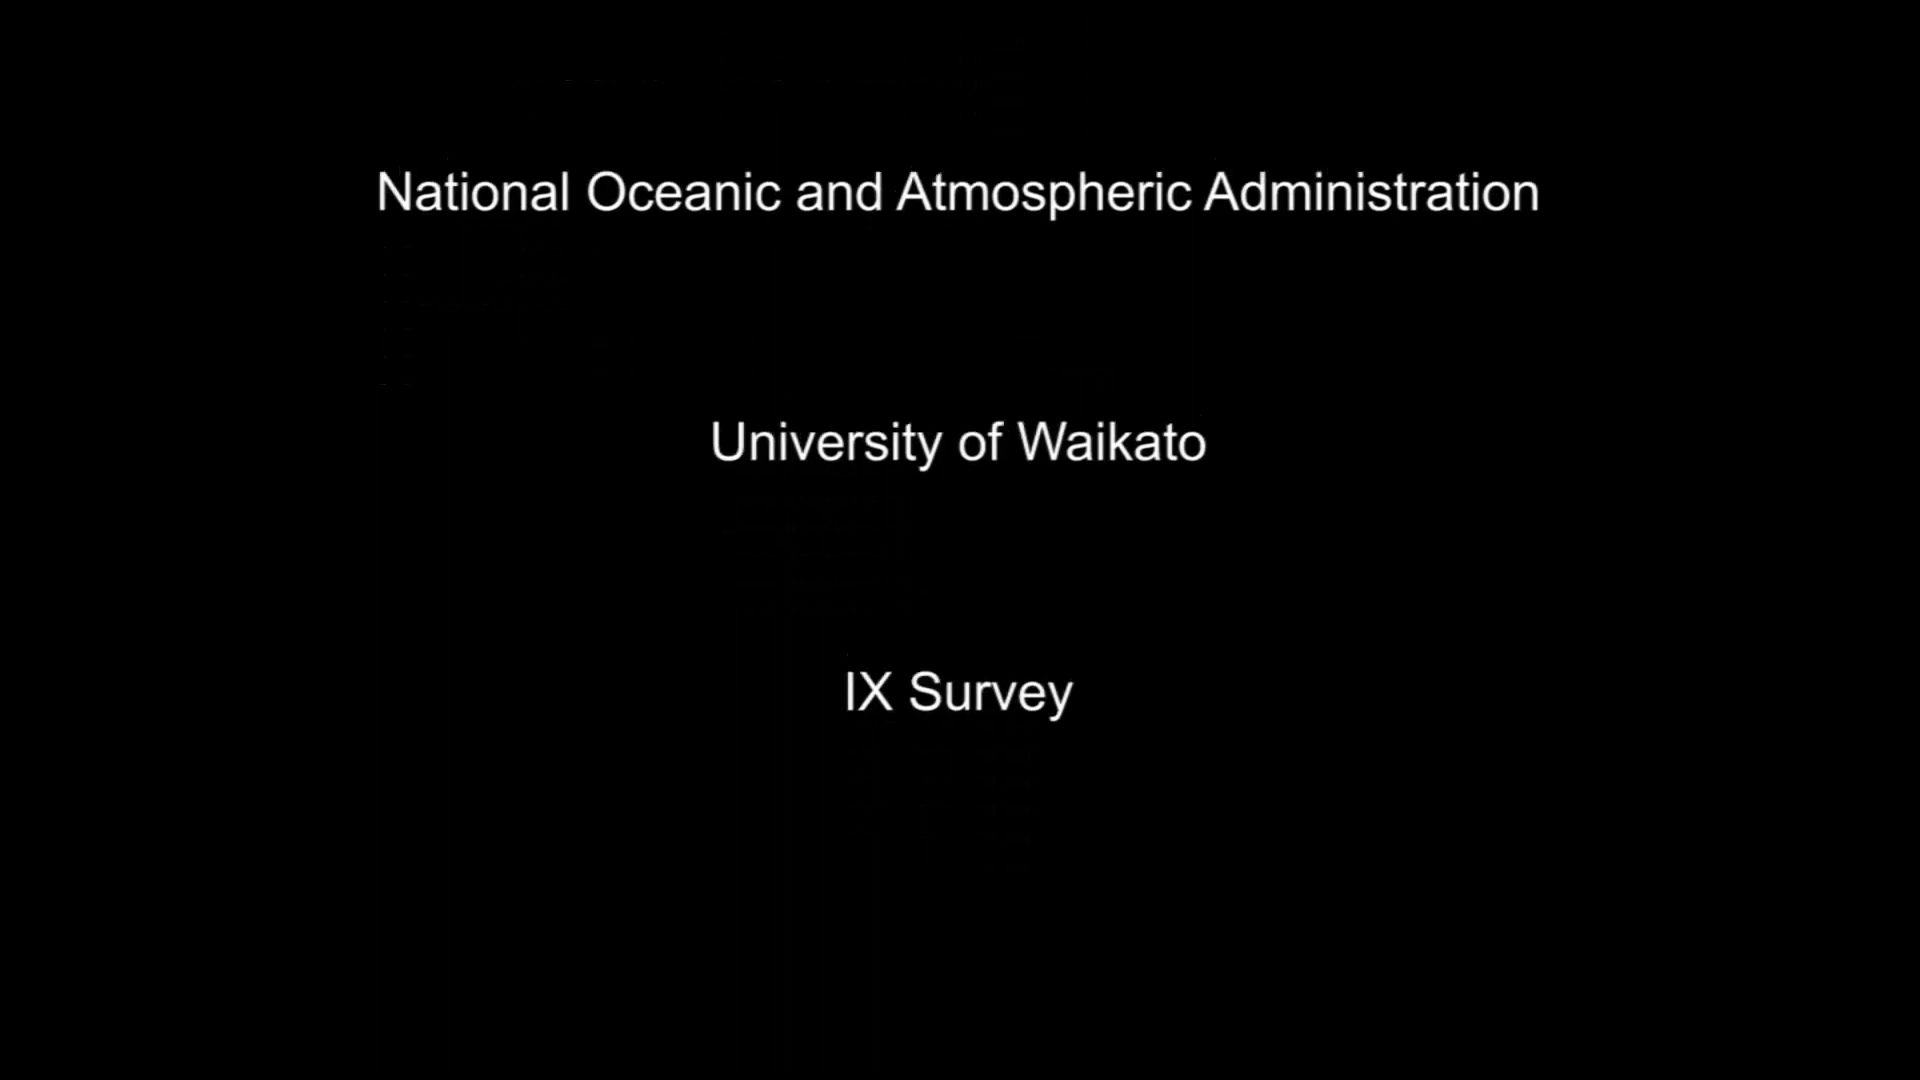 National Oceanic and Atmospheric Administration
University of Waikato
IX Survey